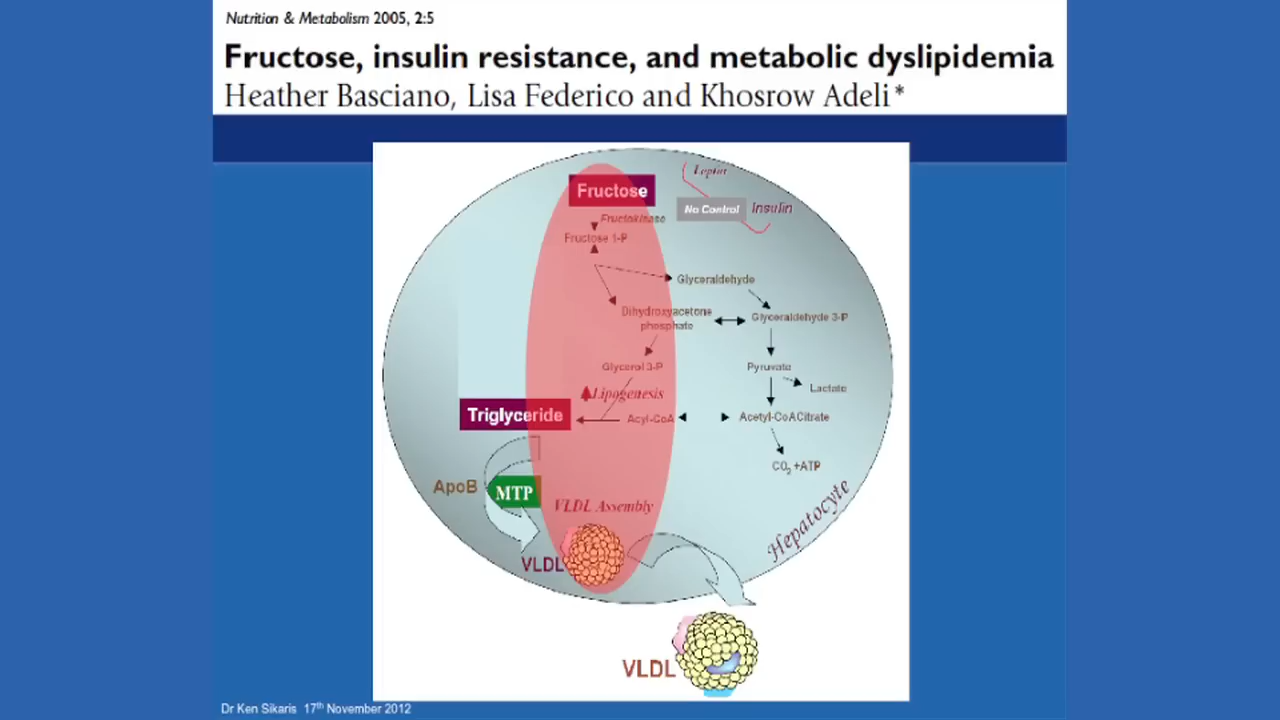 Nutrition & Metabolism 2005, 2:5
Fructose, insulin resistance, and metabolic dyslipidemia
Heather Basciano, Lisa Federico and Khosrow Adeli*
Leptin
Fructose
No Control
Insulin
Fructokinase
Fructose 1-P
Glyceraldehyde
Dihydroxyacetone
phosphate
Glyceraldehyde 3-P
Glycerol 3-P
Pyruvate
Lactate
Lipogenesis
Triglyceride
Acyl-CoA
Acetyl-CoACitrate
CO2 +ATP
ApoB
MTP
VLDL Assembly
Hepatocyte
VLDL
VLDL
Dr Ken Sikaris 17th November 2012